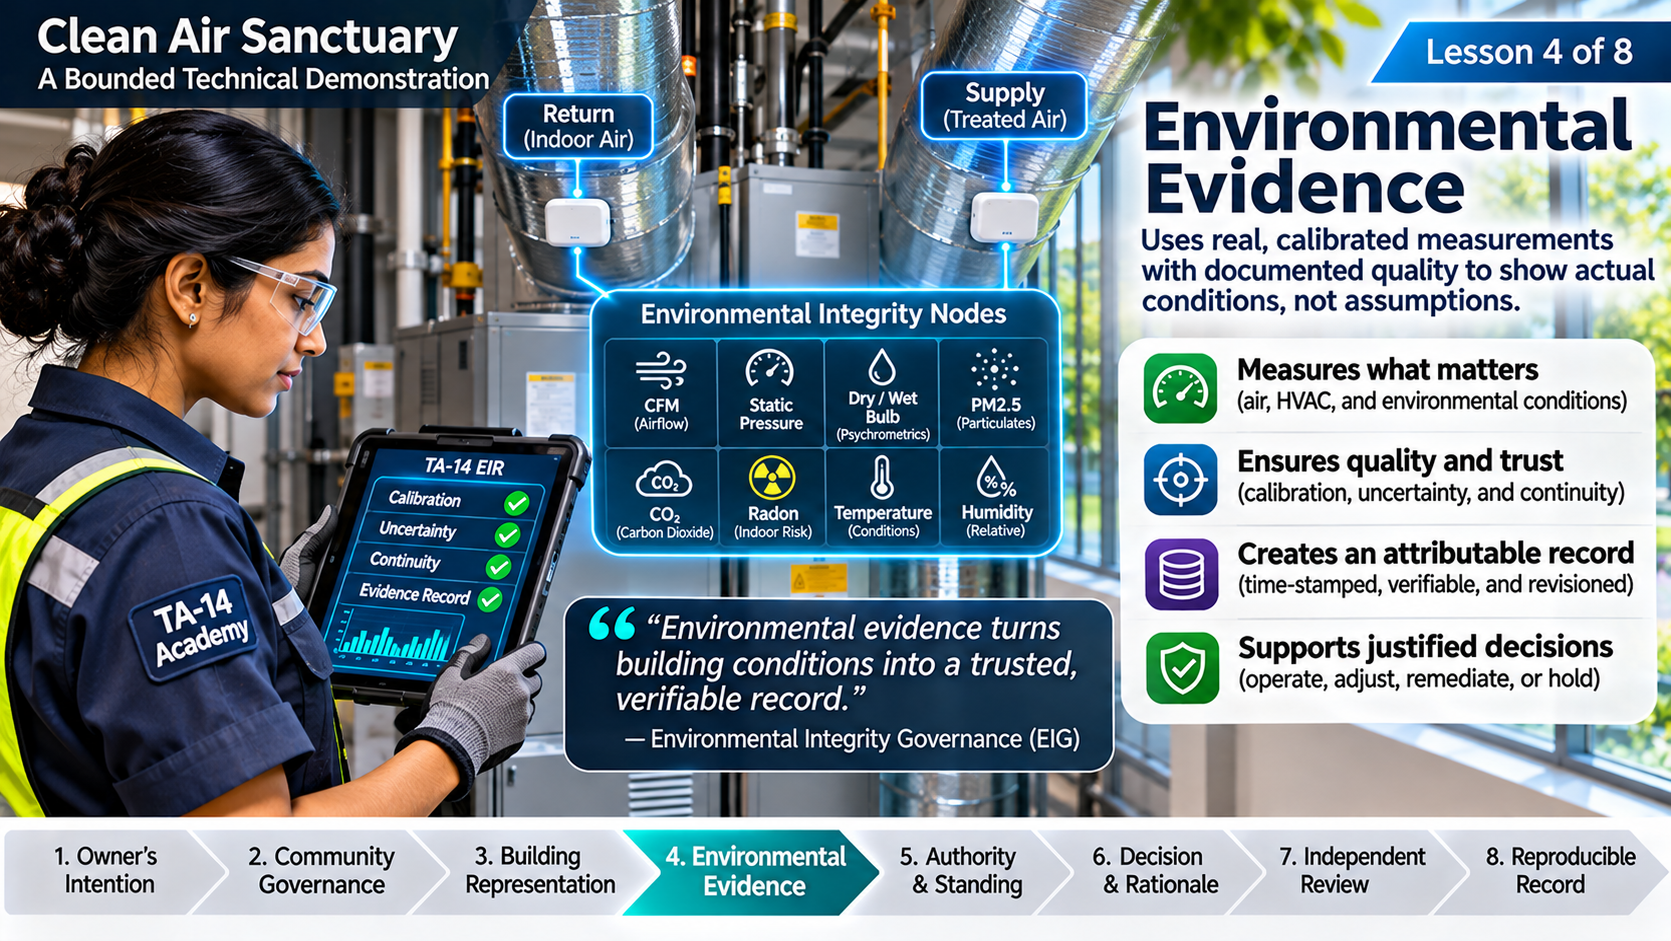 Clean Air Sanctuary
A Bounded Technical Demonstration
Lesson 4 of 8
Return
(Indoor Air)
Supply
(Treated Air)
Environmental
Evidence
Uses real, calibrated measurements
with documented quality to show actual
conditions, not assumptions.
Environmental Integrity Nodes
CFM
(Airflow)
Static
Pressure
Dry / Wet
Bulb
(Psychrometrics)
PM2.5
(Particulates)
CO₂
CO₂
(Carbon Dioxide)
Radon
(Indoor Risk)
Temperature
(Conditions)
%%
Humidity
(Relative)
TA-14 EIR
Calibration
Uncertainty
Continuity
Evidence Record
TA-14
Academy
“ “Environmental evidence turns
building conditions into a trusted,
verifiable record.”
— Environmental Integrity Governance (EIG)
Measures what matters
(air, HVAC, and environmental conditions)
Ensures quality and trust
(calibration, uncertainty, and continuity)
Creates an attributable record
(time-stamped, verifiable, and revisioned)
Supports justified decisions
(operate, adjust, remediate, or hold)
1. Owner's
Intention
2. Community
Governance
3. Building
Representation
4. Environmental
Evidence
5. Authority
& Standing
6. Decision
& Rationale
7. Independent
Review
8. Reproducible
Record